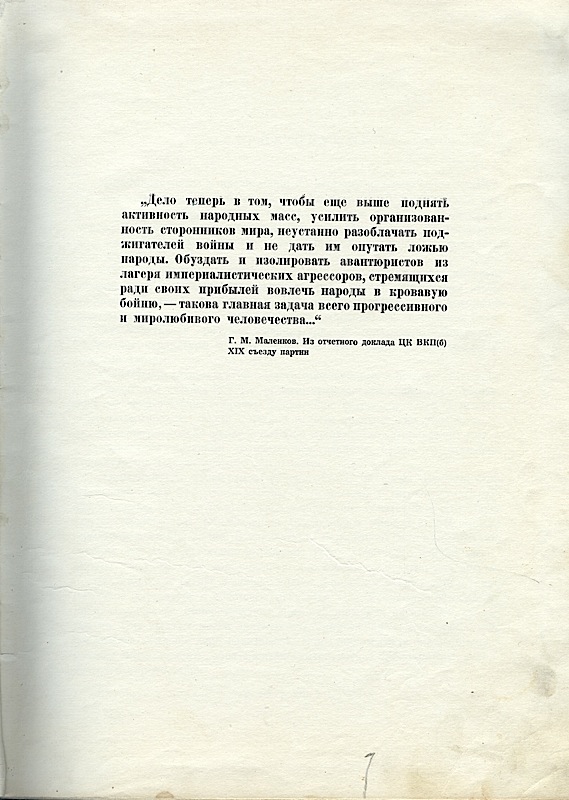 „Дело теперь в том, чтобы еще выше поднять
активность народных масс, усилить организован-
ность сторонников мира, неустанно разоблачать под-
жигателей войны и не дать им опутать ложью
народы. Обуздать и изолировать авантюристов из
лагеря империалистических агрессоров, стремящихся
ради своих прибылей вовлечь народы в кровавую
бойню, — такова главная задача всего прогрессивного
и миролюбивого человечества...“
Г. М. Маленков. Из отчетного доклада ЦК ВКП(б)
XIX съезду партии